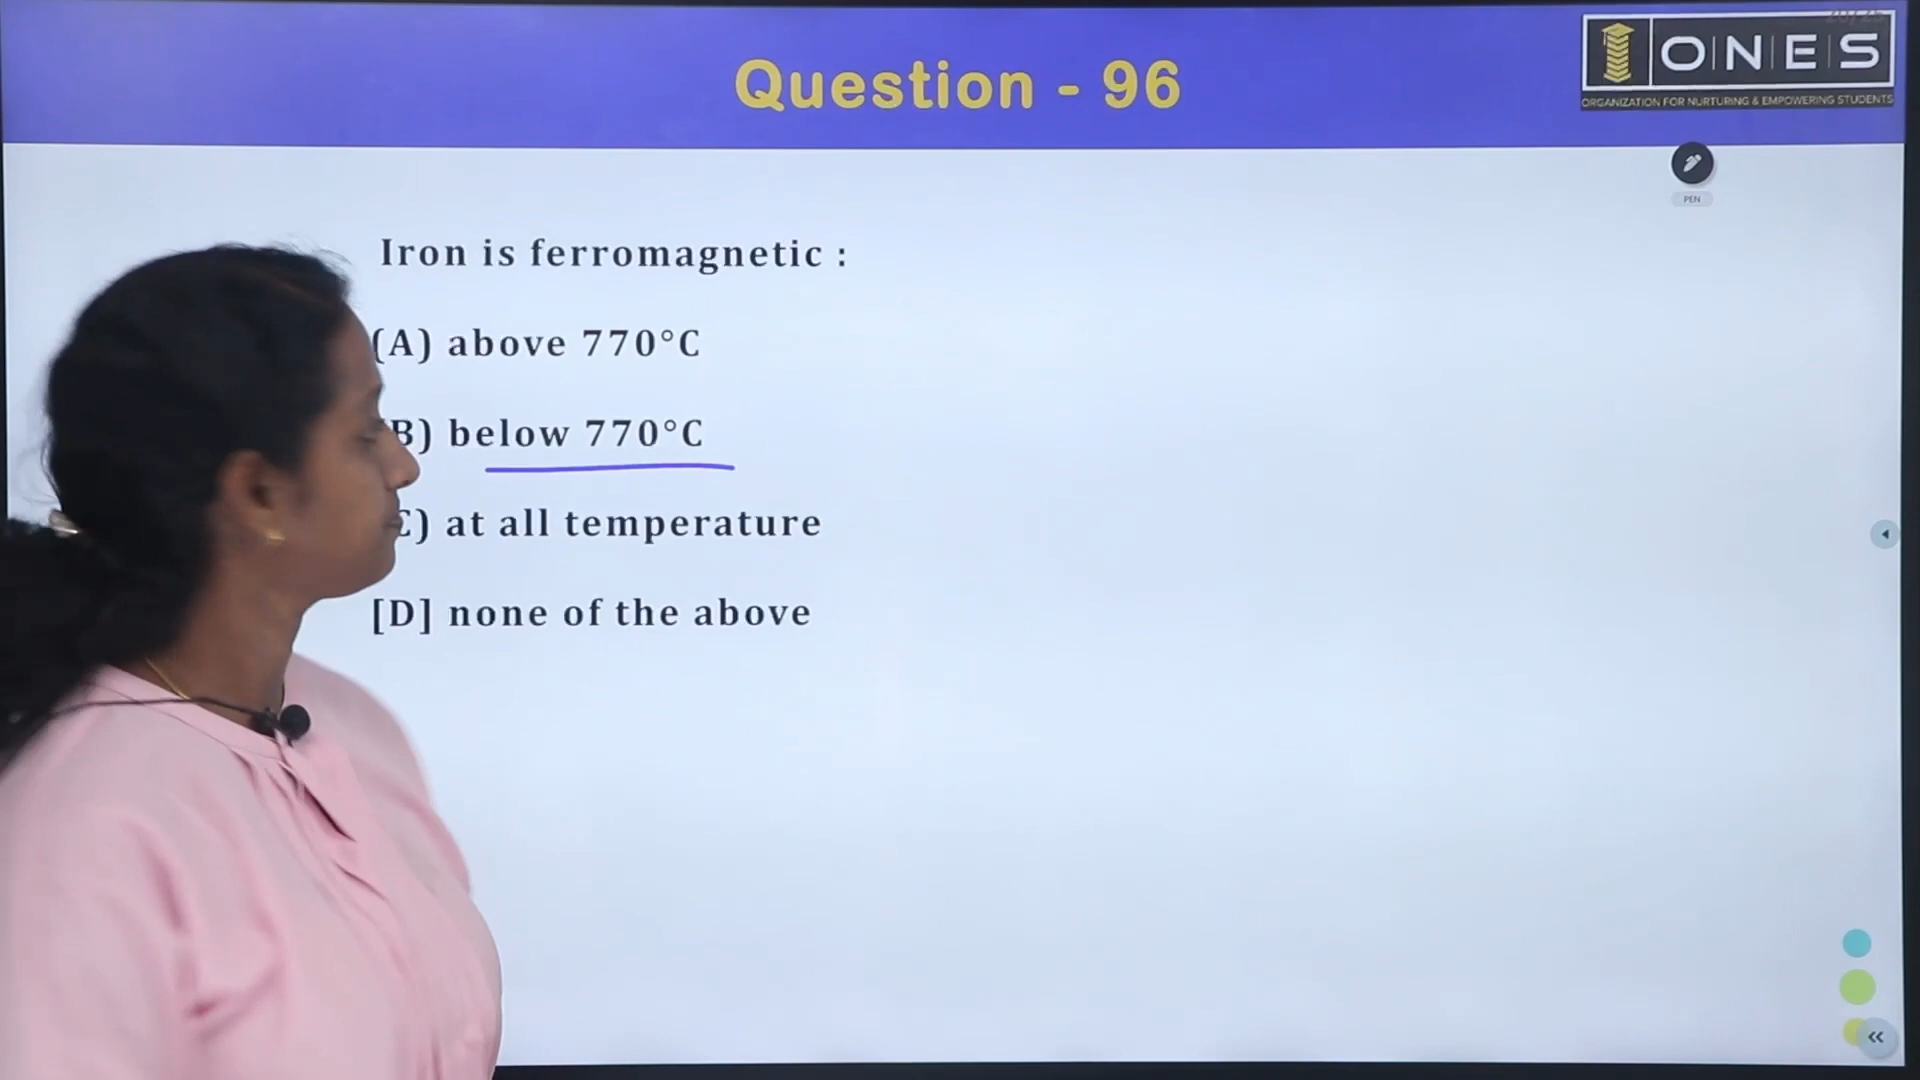 Question - 96
ONES
ORGANIZATION FOR NURTURING & EMPOWERING STUDENTS
PEN
Iron is ferromagnetic :
(A) above 770°C
B) below 770°C
C) at all temperature
[D] none of the above